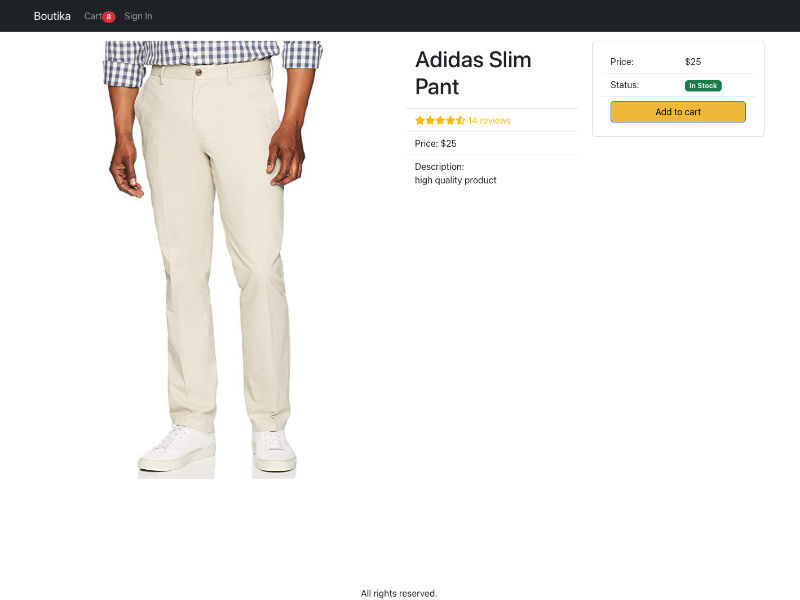 Boutika Cart 8 Sign In
Adidas Slim
Pant
14 reviews
Price: $25
Description:
high quality product
Price: $25
Status: In Stock
Add to cart
All rights reserved.